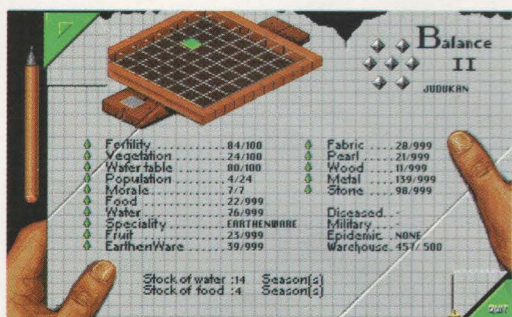 Balance
II
JUDUKAN
Fertility ........... 84/100
Vegetation ........ 24/100
Water table ....... 80/100
Population ........ 4/24
Morale ............. 7/7
Food ............... 22/999
Water .............. 76/999
Speciality ......... EARTHENWARE
Fruit ............... 23/999
EarthenWare ...... 39/999
Fabric .... 28/999
Pearl ..... 21/999
Wood ..... 11/999
Metal ..... 139/999
Stone ..... 98/999
Diseased. . -
Military. . . -
Epidemic . NONE
Warehouse. 457/ 500
Stock of water :14 Season(s)
Stock of food :4 Season(s)
QUIT